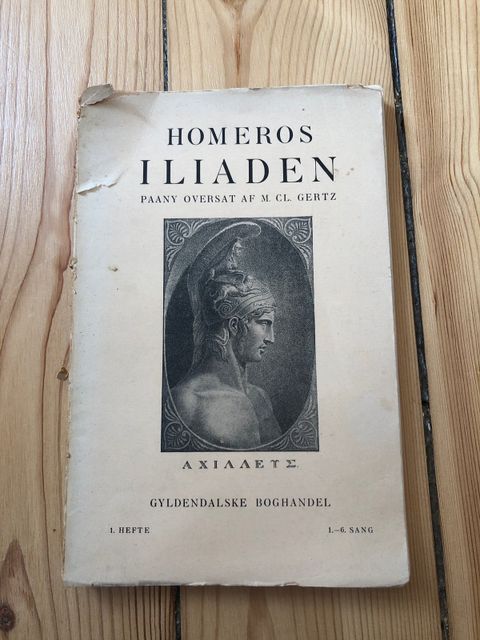 HOMEROS
ILIADEN
PAANY OVERSAT AF M. CL. GERTZ
ΑΧΙΛΛΕΥΣ
GYLDENDALSKE BOGHANDEL
1. HEFTE 1.–6. SANG